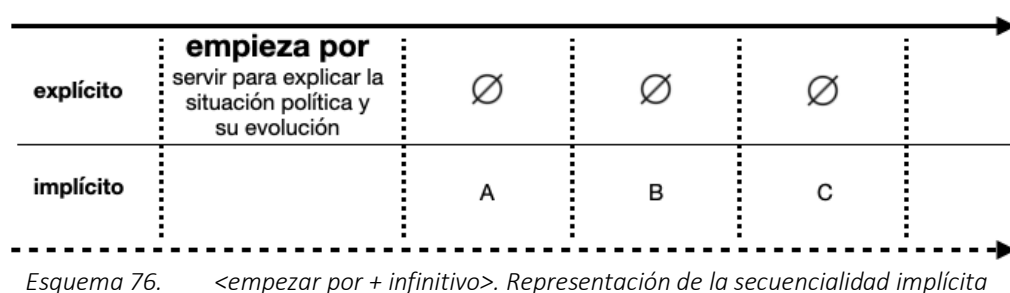 empieza por
servir para explicar la
explícito ∅ ∅ ∅
situación política y
su evolución
implícito A B C
Esquema 76. <empezar por + infinitivo>. Representación de la secuencialidad implícita